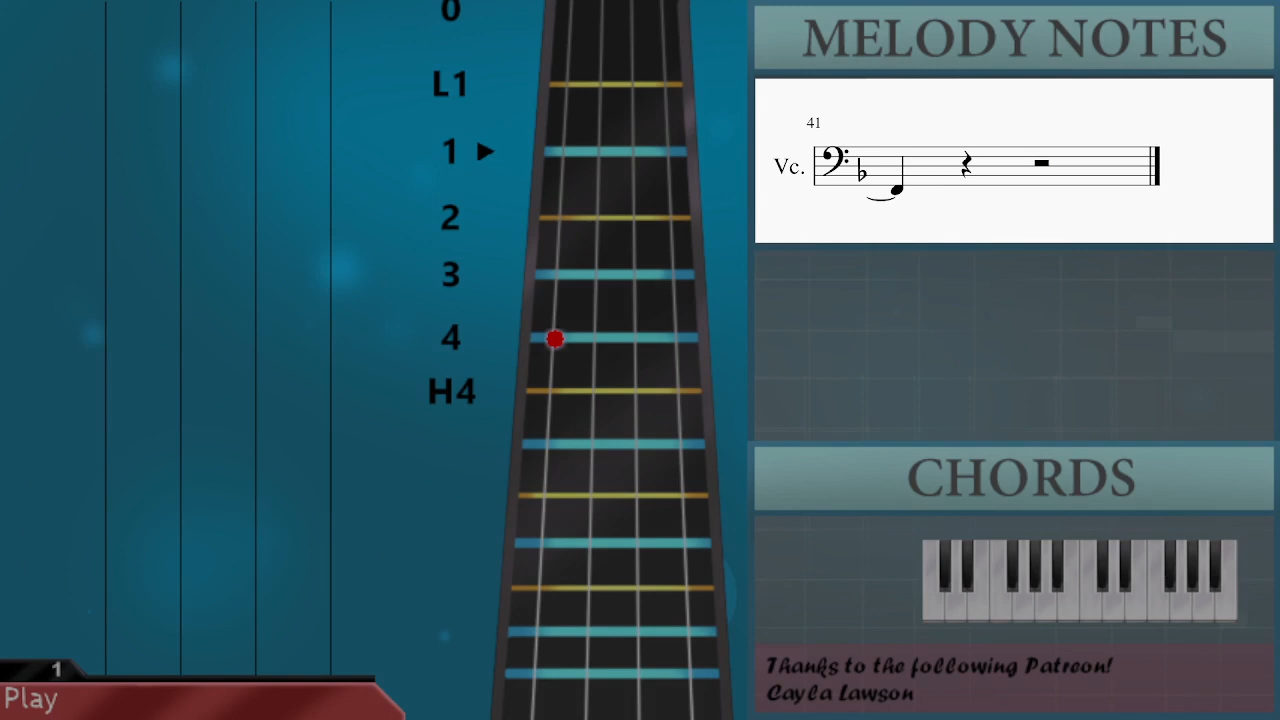 0
L1
1 ►
2
3
4
H4
1
Play
MELODY NOTES
41
Vc.
CHORDS
Thanks to the following Patreon!
Cayla Lawson